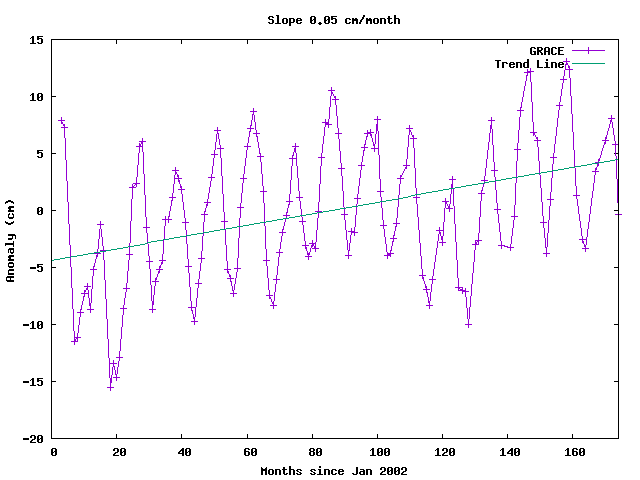 Slope 0.05 cm/month
15
GRACE
Trend Line
10
5
0
Anomaly (cm)
-5
-10
-15
-20
0 20 40 60 80 100 120 140 160
Months since Jan 2002